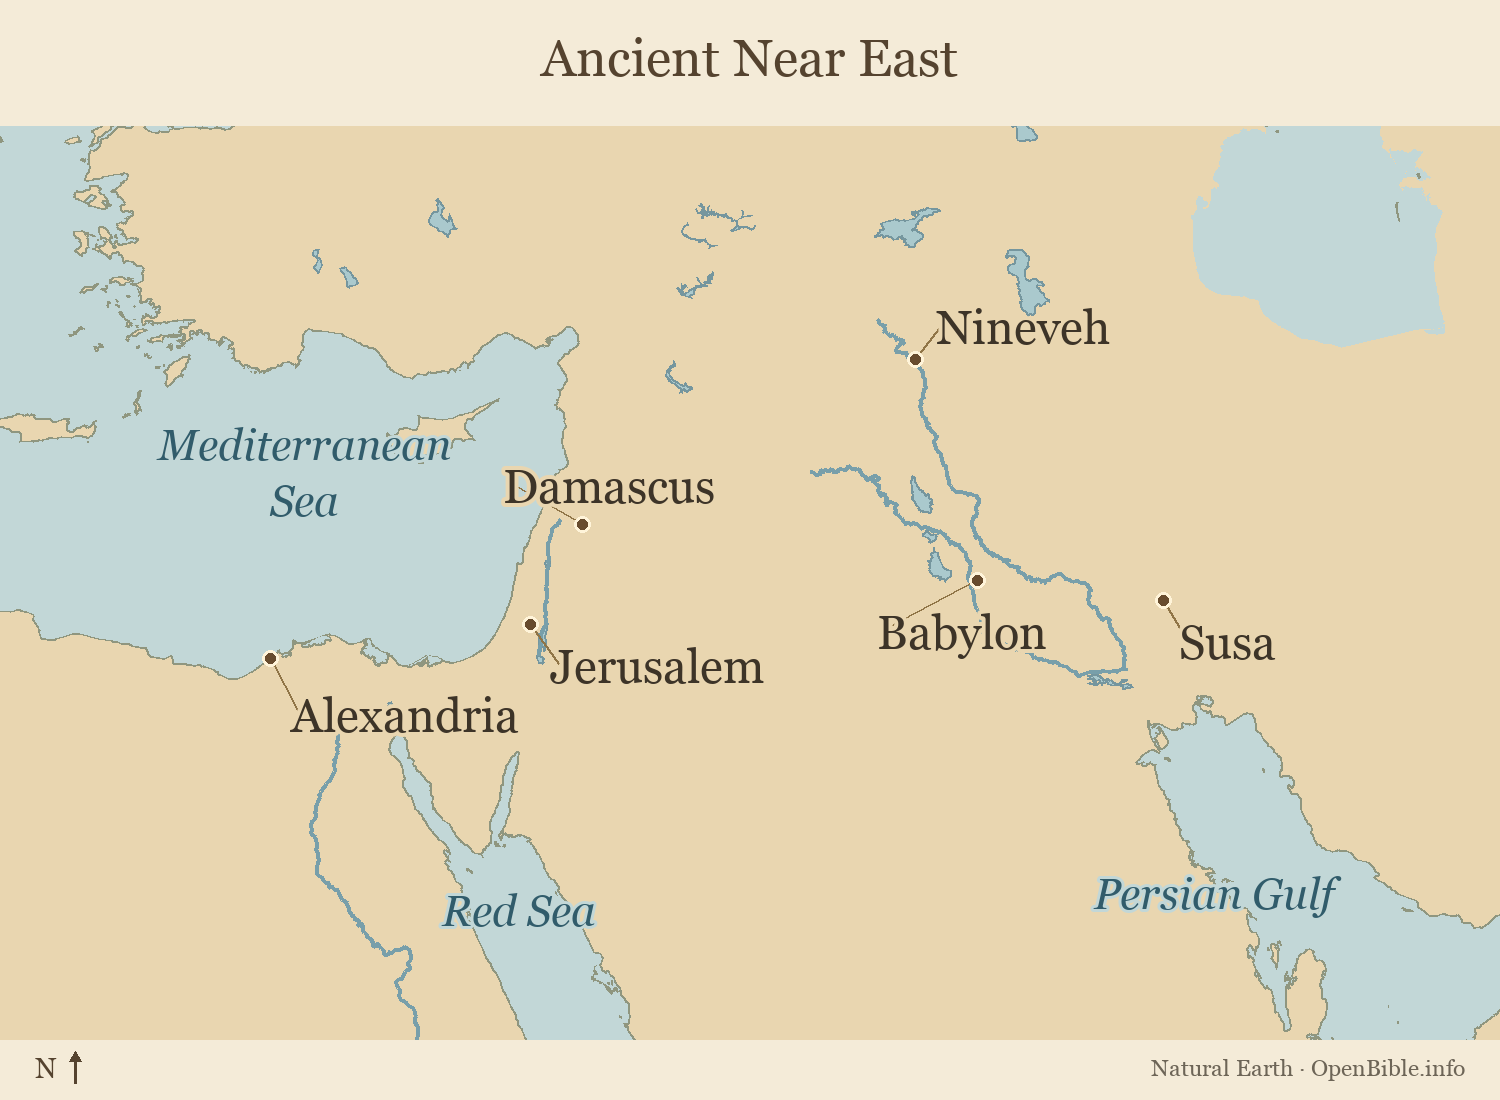 Ancient Near East
Nineveh
Mediterranean
Sea
Damascus
Babylon
Susa
Jerusalem
Alexandria
Persian Gulf
Red Sea
N
Natural Earth · OpenBible.info